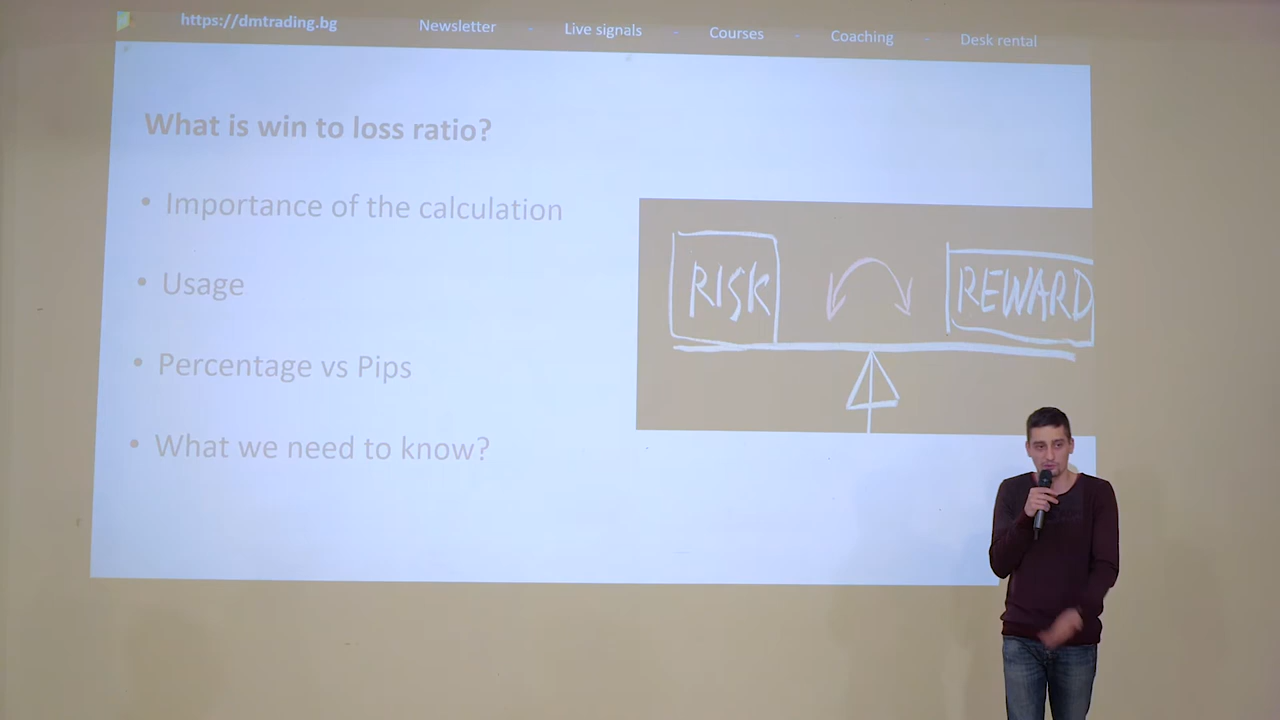 https://dmtrading.bg Newsletter - Live signals - Courses - Coaching - Desk rental
What is win to loss ratio?
• Importance of the calculation
• Usage
• Percentage vs Pips
• What we need to know?
RISK REWARD